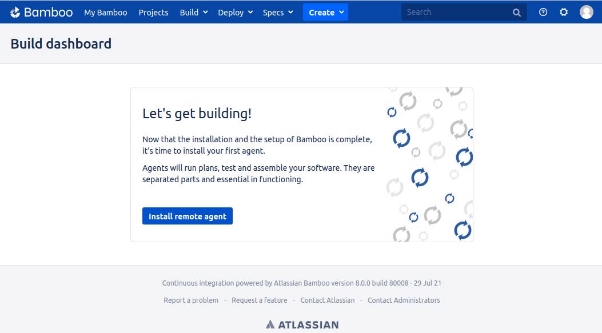 Bamboo My Bamboo Projects Build Deploy Specs Create Search
Build dashboard
Let's get building!
Now that the installation and the setup of Bamboo is complete,
it's time to install your first agent.
Agents will run plans, test and assemble your software. They are
separated parts and essential in functioning.
Install remote agent
Continuous integration powered by Atlassian Bamboo version 8.0.0 build 80008 - 29 Jul 21
Report a problem · Request a feature · Contact Atlassian · Contact Administrators
ATLASSIAN